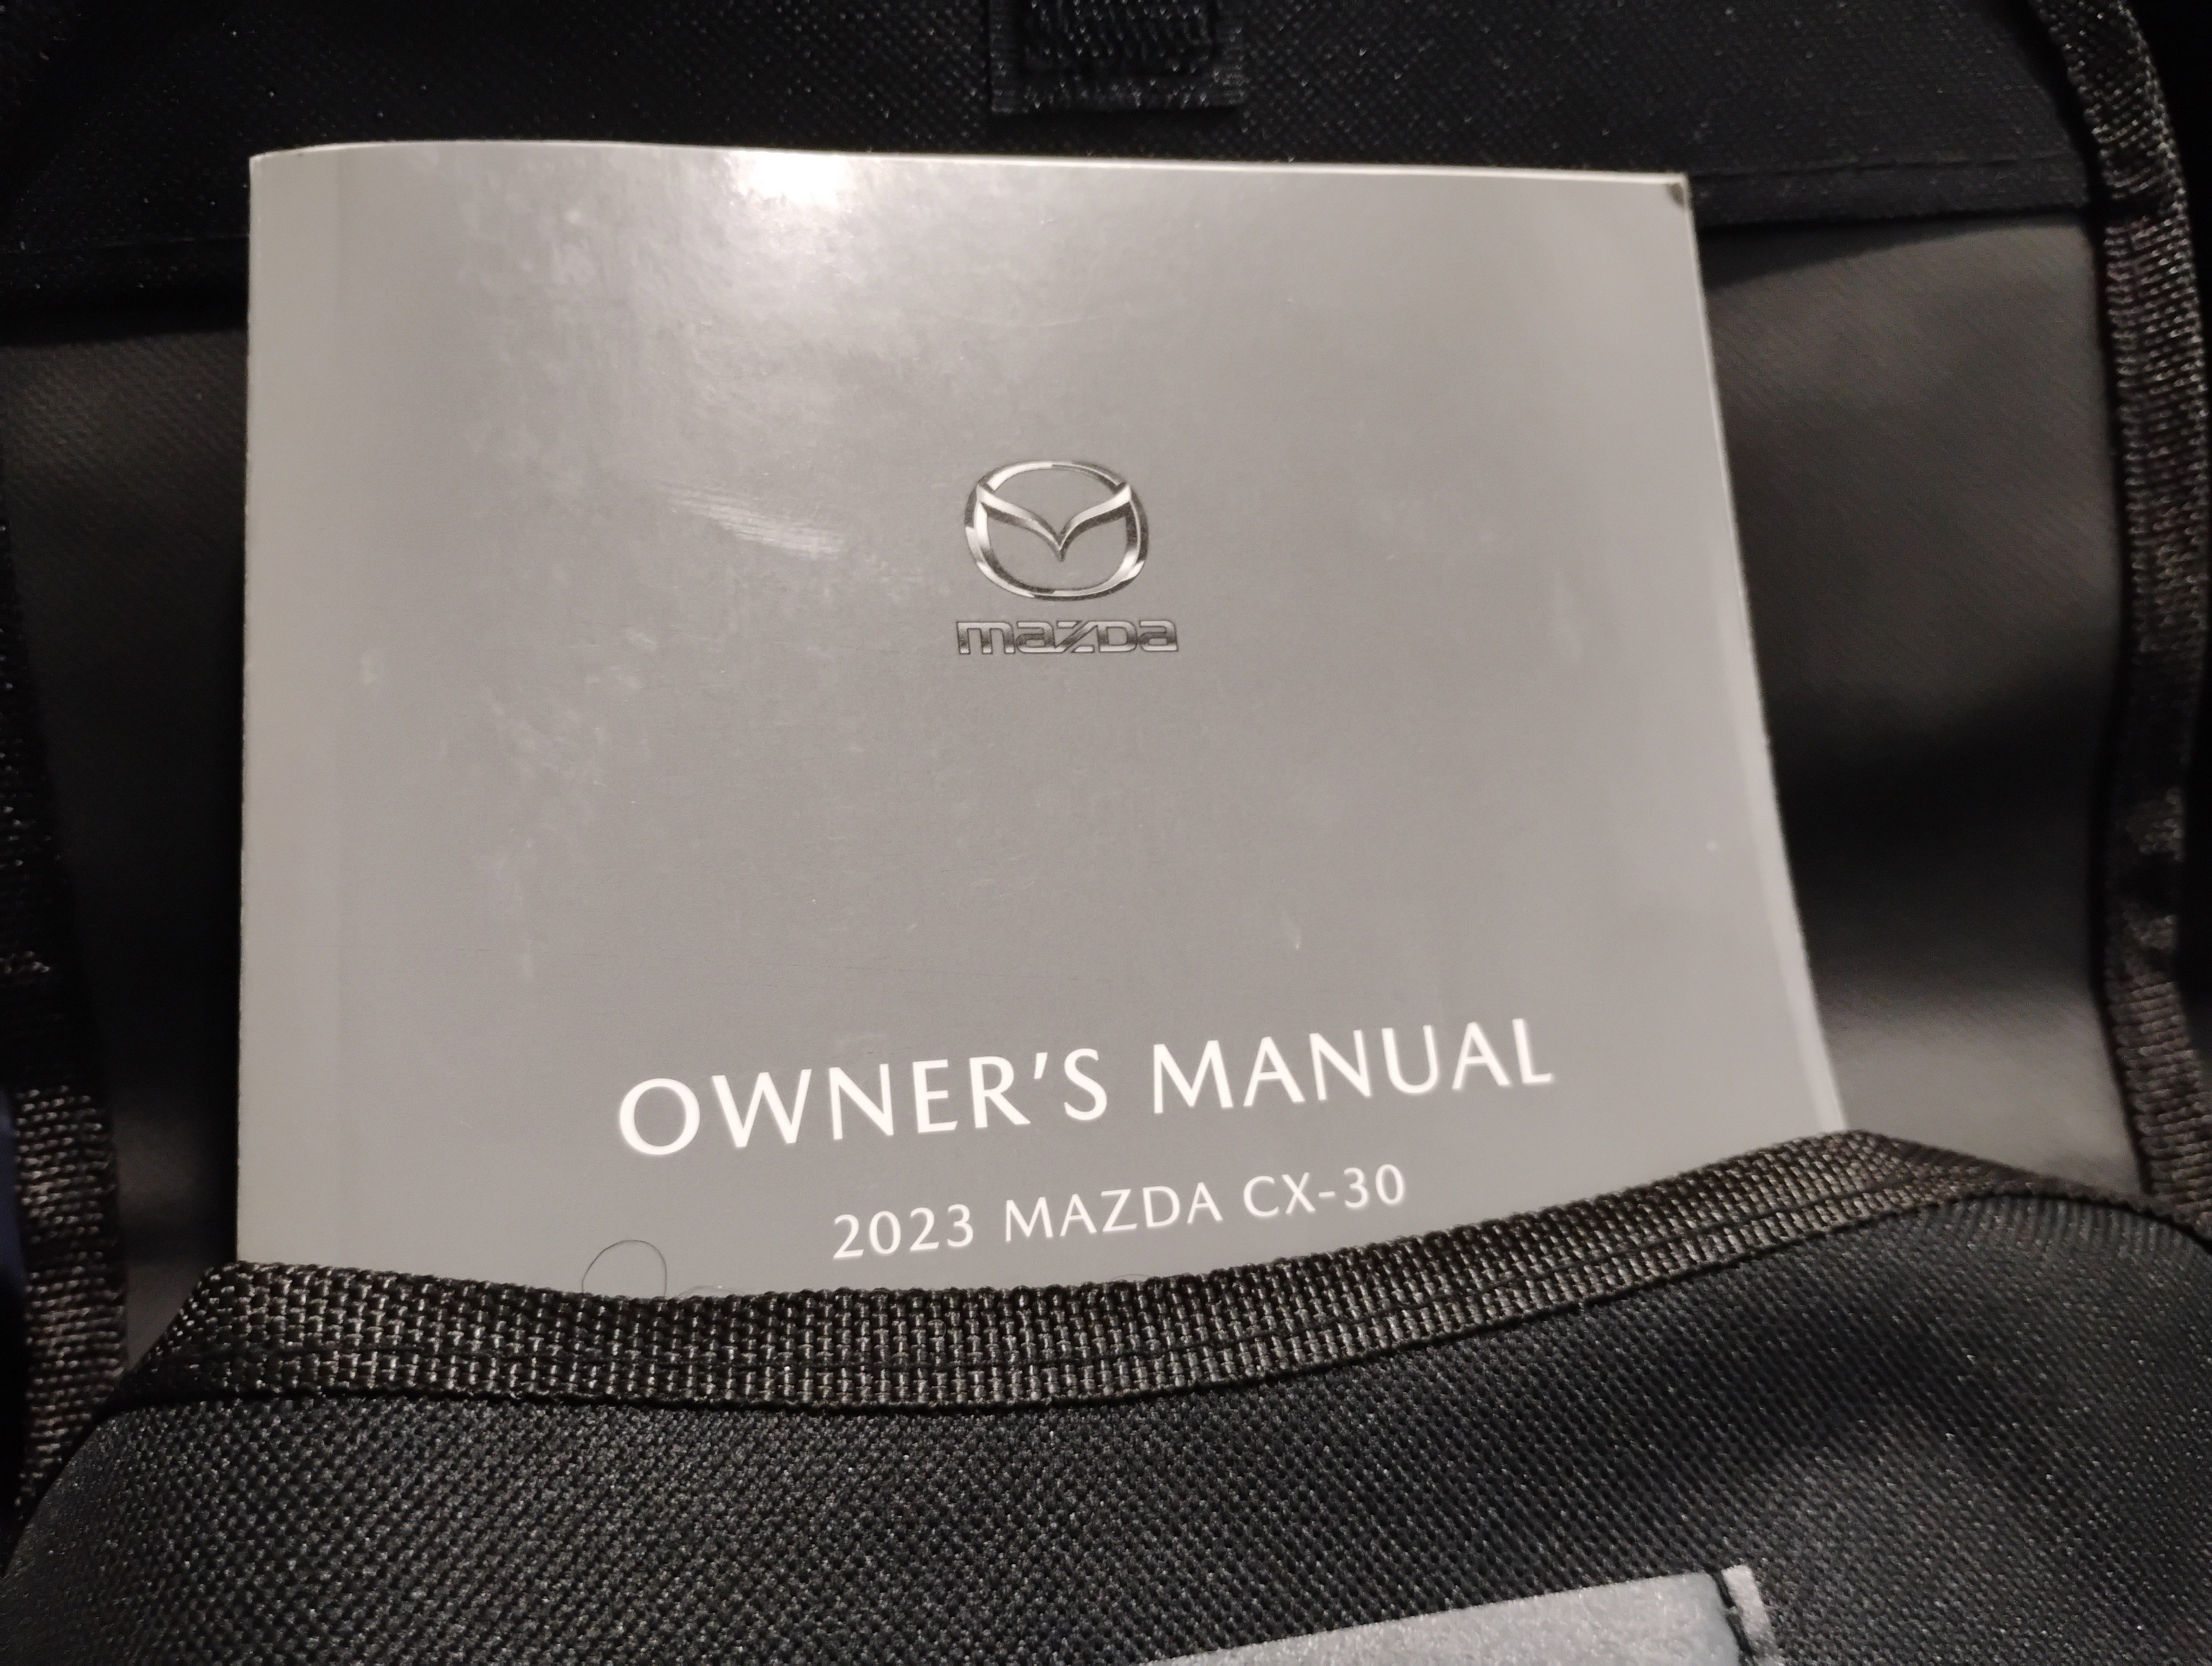 mazda
OWNER'S MANUAL
2023 MAZDA CX-30